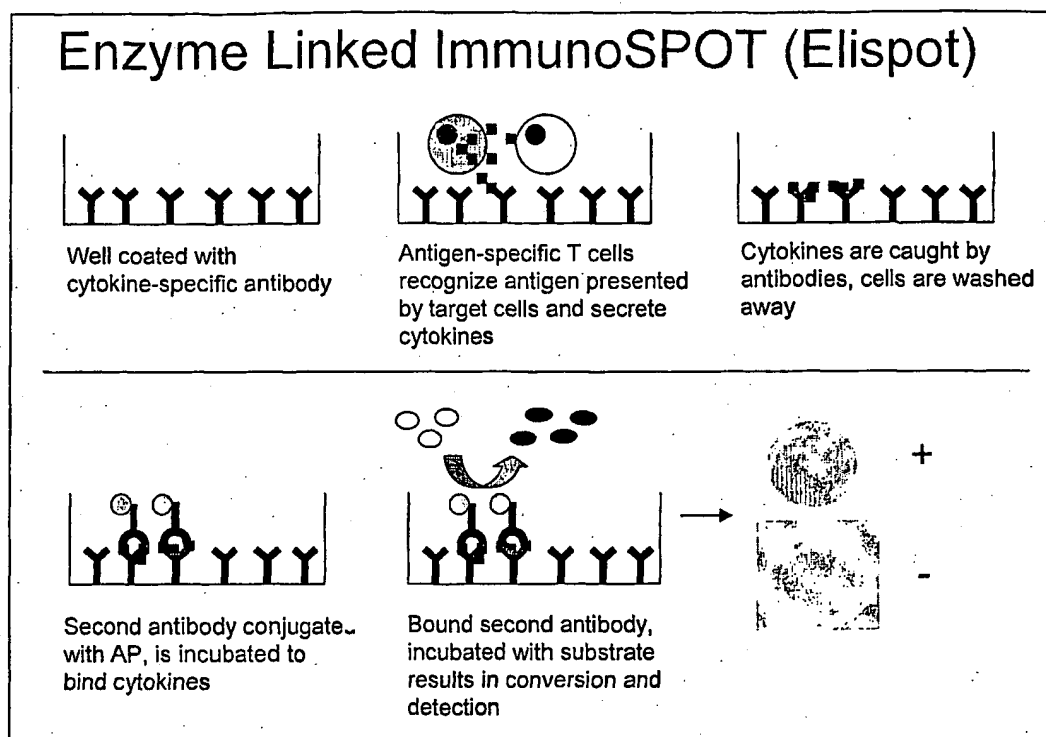 Enzyme Linked ImmunoSPOT (Elispot)
Well coated with
cytokine-specific antibody
Antigen-specific T cells
recognize antigen presented
by target cells and secrete
cytokines
Cytokines are caught by
antibodies, cells are washed
away
Second antibody conjugate
with AP, is incubated to
bind cytokines
Bound second antibody,
incubated with substrate
results in conversion and
detection
+
-